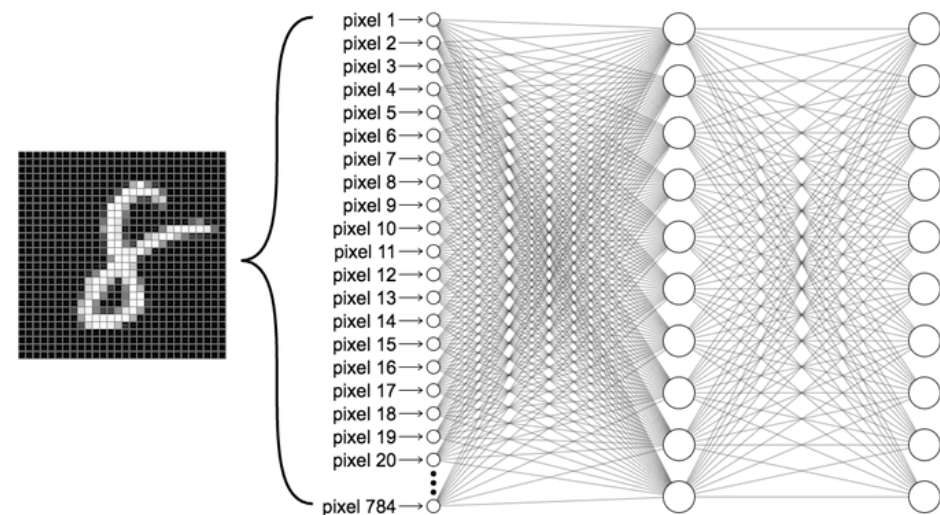 pixel 1
pixel 2
pixel 3
pixel 4
pixel 5
pixel 6
pixel 7
pixel 8
pixel 9
pixel 10
pixel 11
pixel 12
pixel 13
pixel 14
pixel 15
pixel 16
pixel 17
pixel 18
pixel 19
pixel 20
pixel 784